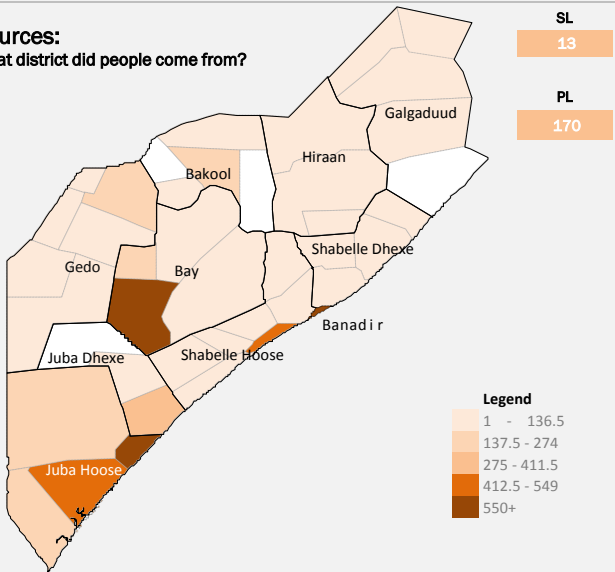 urces:
at district did people come from?
SL
13
PL
170
Galgaduud
Hiraan
Bakool
Shabelle Dhexe
Gedo
Bay
Banadir
Juba Dhexe
Shabelle Hoose
Juba Hoose
Legend
1 - 136.5
137.5 - 274
275 - 411.5
412.5 - 549
550+